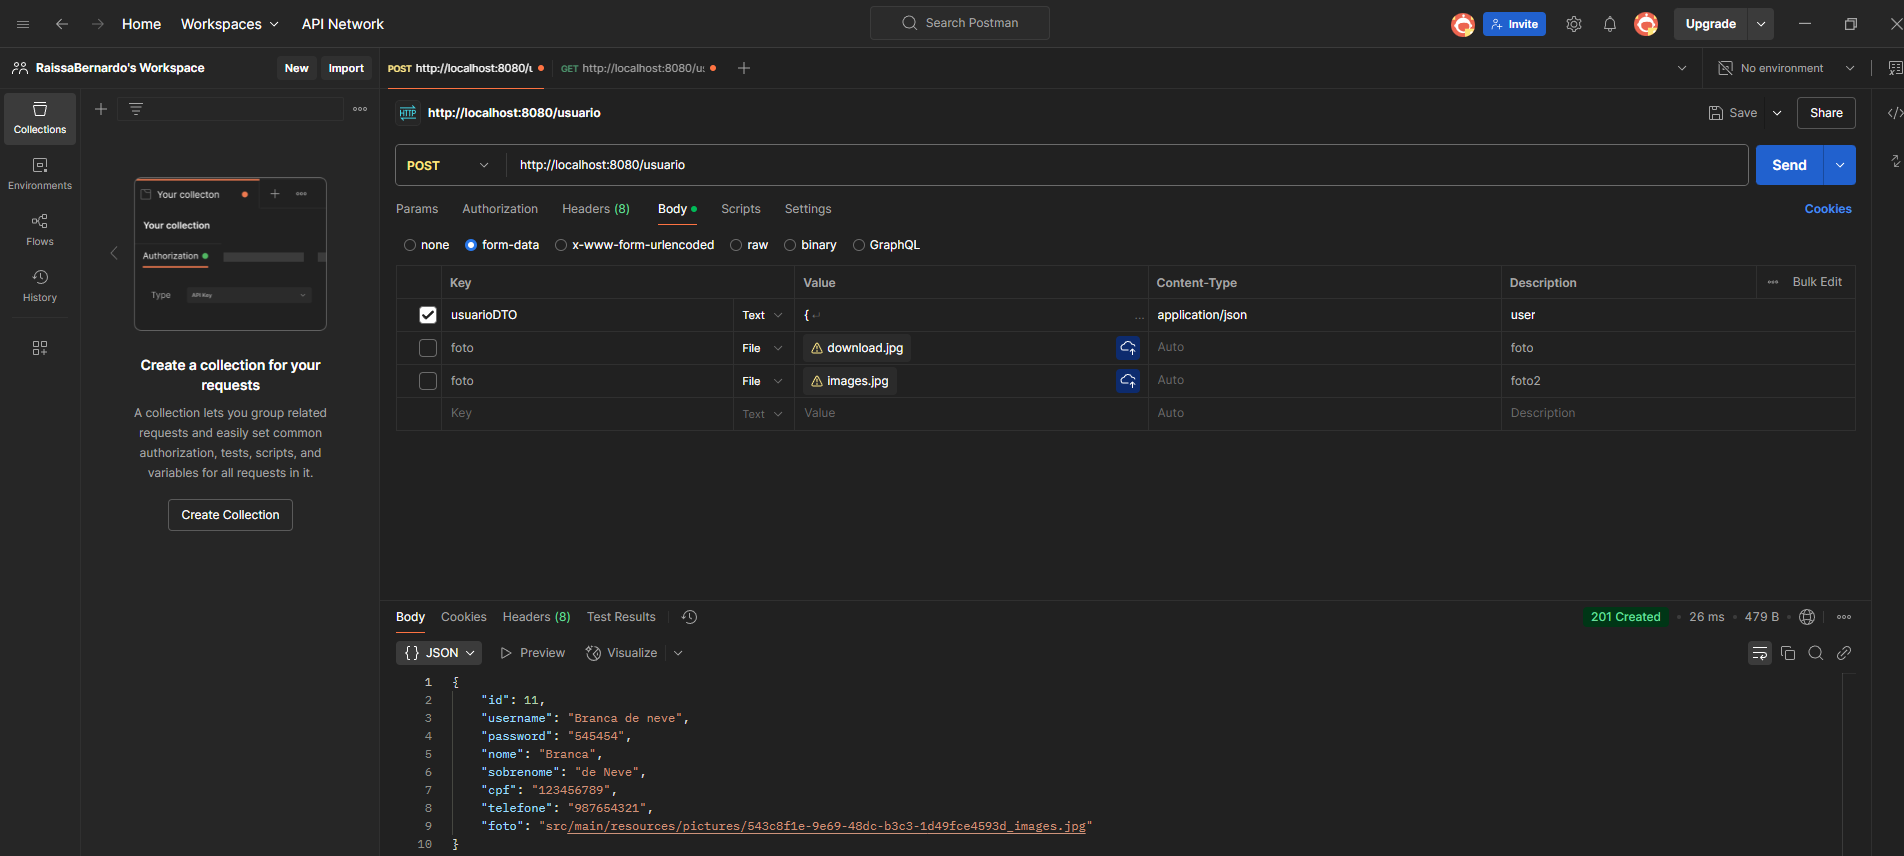 Home Workspaces API Network Search Postman Invite Upgrade
RaissaBernardo's Workspace New Import POST http://localhost:8080/u GET http://localhost:8080/us No environment
Collections
HTTP http://localhost:8080/usuario Save Share
POST http://localhost:8080/usuario Send
Environments
Params Authorization Headers (8) Body Scripts Settings Cookies
Flows
none form-data x-www-form-urlencoded raw binary GraphQL
History
Your collecton
Your collection
Authorization
Type API Key
Key Value Content-Type Description Bulk Edit
usuarioDTO Text { ... application/json user
foto File download.jpg Auto foto
foto File images.jpg Auto foto2
Key Text Value Auto Description
Create a collection for your
requests
A collection lets you group related
requests and easily set common
authorization, tests, scripts, and
variables for all requests in it.
Create Collection
Body Cookies Headers (8) Test Results 201 Created 26 ms 479 B
{} JSON Preview Visualize
1 {
2 "id": 11,
3 "username": "Branca de neve",
4 "password": "545454",
5 "nome": "Branca",
6 "sobrenome": "de Neve",
7 "cpf": "123456789",
8 "telefone": "987654321",
9 "foto": "src/main/resources/pictures/543c8f1e-9e69-48dc-b3c3-1d49fce4593d_images.jpg"
10 }